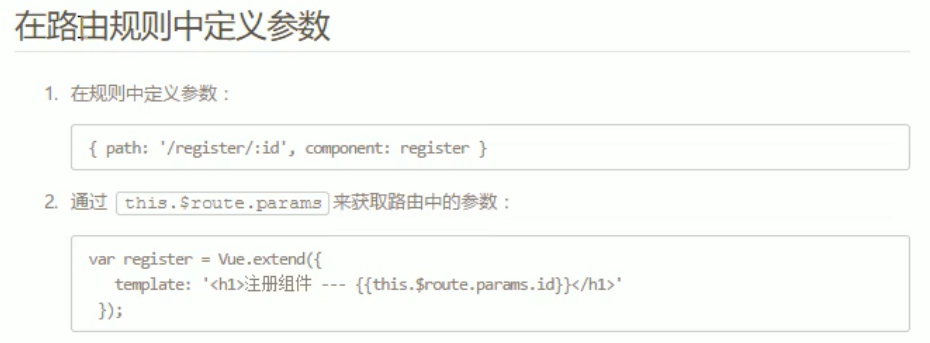 在路由规则中定义参数
1. 在规则中定义参数：
{ path: '/register/:id', component: register }
2. 通过 this.$route.params 来获取路由中的参数：
var register = Vue.extend({
template: '<h1>注册组件 --- {{this.$route.params.id}}</h1>'
});